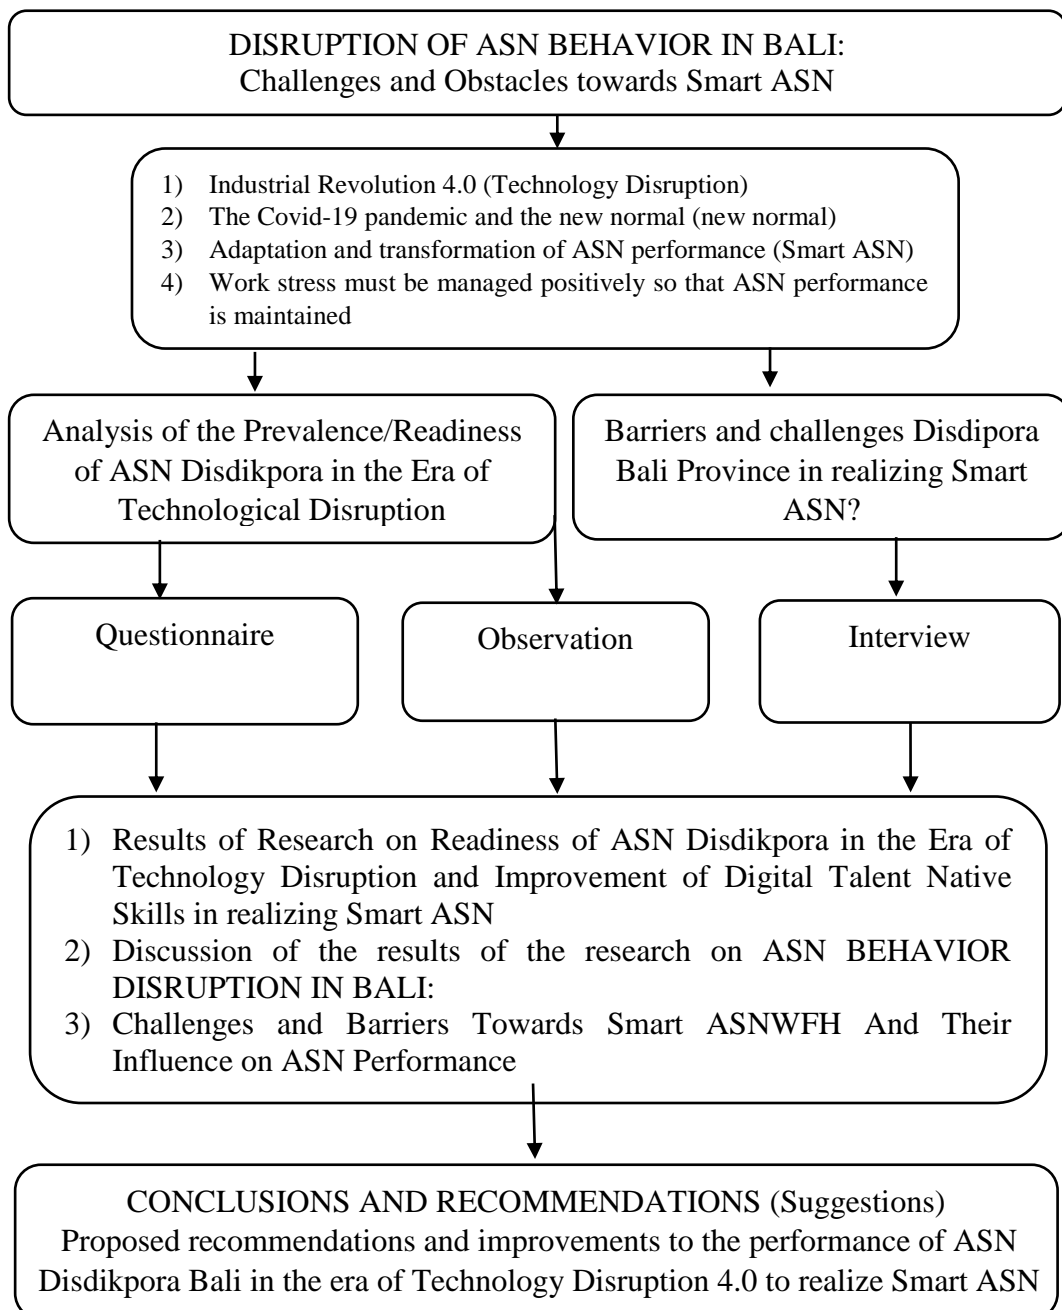 DISRUPTION OF ASN BEHAVIOR IN BALI:
Challenges and Obstacles towards Smart ASN
1) Industrial Revolution 4.0 (Technology Disruption)
2) The Covid-19 pandemic and the new normal (new normal)
3) Adaptation and transformation of ASN performance (Smart ASN)
4) Work stress must be managed positively so that ASN performance
is maintained
Analysis of the Prevalence/Readiness
of ASN Disdikpora in the Era of
Technological Disruption
Barriers and challenges Disdipora
Bali Province in realizing Smart
ASN?
Questionnaire
Observation
Interview
1) Results of Research on Readiness of ASN Disdikpora in the Era of
Technology Disruption and Improvement of Digital Talent Native
Skills in realizing Smart ASN
2) Discussion of the results of the research on ASN BEHAVIOR
DISRUPTION IN BALI:
3) Challenges and Barriers Towards Smart ASNWFH And Their
Influence on ASN Performance
CONCLUSIONS AND RECOMMENDATIONS (Suggestions)
Proposed recommendations and improvements to the performance of ASN
Disdikpora Bali in the era of Technology Disruption 4.0 to realize Smart ASN